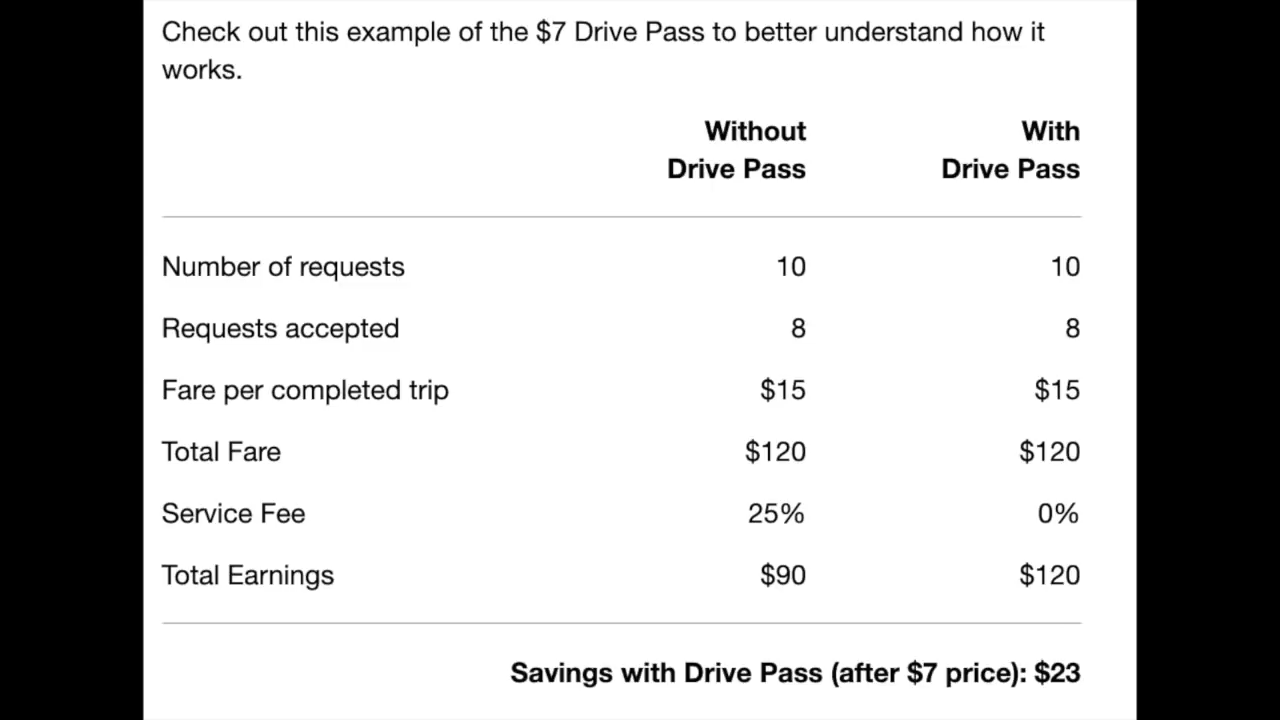 Check out this example of the $7 Drive Pass to better understand how it
works.
Without With
Drive Pass Drive Pass
Number of requests 10 10
Requests accepted 8 8
Fare per completed trip $15 $15
Total Fare $120 $120
Service Fee 25% 0%
Total Earnings $90 $120
Savings with Drive Pass (after $7 price): $23